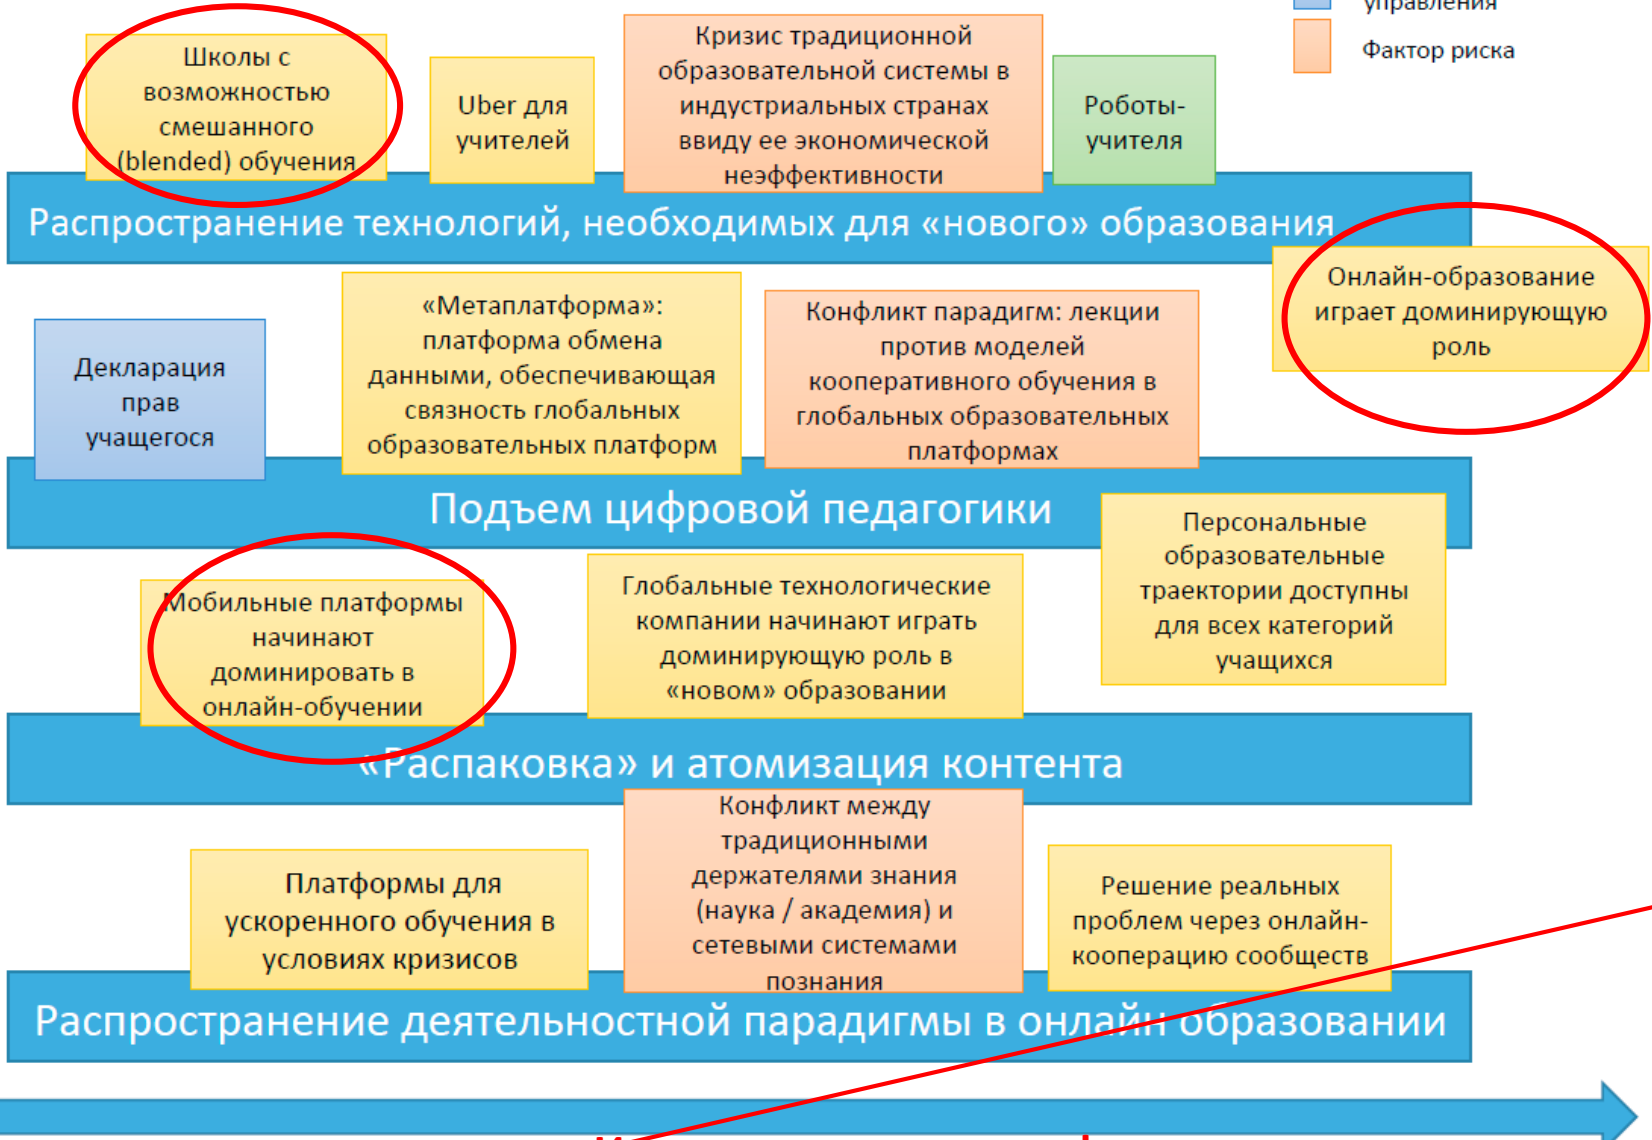 управления
Фактор риска
Школы с
возможностью
смешанного
(blended) обучения
Uber для
учителей
Кризис традиционной
образовательной системы в
индустриальных странах
ввиду ее экономической
неэффективности
Роботы-
учителя
Распространение технологий, необходимых для «нового» образования
Онлайн-образование
играет доминирующую
роль
Декларация
прав
учащегося
«Метаплатформа»:
платформа обмена
данными, обеспечивающая
связность глобальных
образовательных платформ
Конфликт парадигм: лекции
против моделей
кооперативного обучения в
глобальных образовательных
платформах
Подъем цифровой педагогики
Мобильные платформы
начинают
доминировать в
онлайн-обучении
Глобальные технологические
компании начинают играть
доминирующую роль в
«новом» образовании
Персональные
образовательные
траектории доступны
для всех категорий
учащихся
«Распаковка» и атомизация контента
Платформы для
ускоренного обучения в
условиях кризисов
Конфликт между
традиционными
держателями знания
(наука / академия) и
сетевыми системами
познания
Решение реальных
проблем через онлайн-
кооперацию сообществ
Распространение деятельностной парадигмы в онлайн образовании